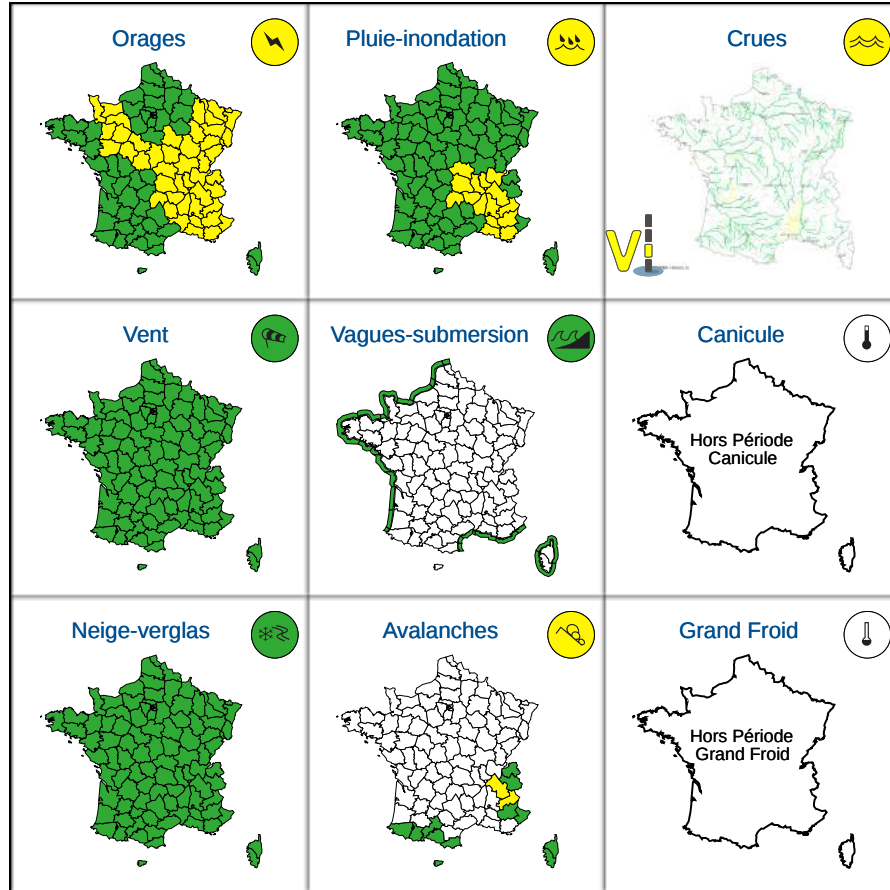 Orages
Pluie-inondation
Crues
Vi
Vent
Vagues-submersion
Canicule
Hors Période
Canicule
Neige-verglas
Avalanches
Grand Froid
Hors Période
Grand Froid